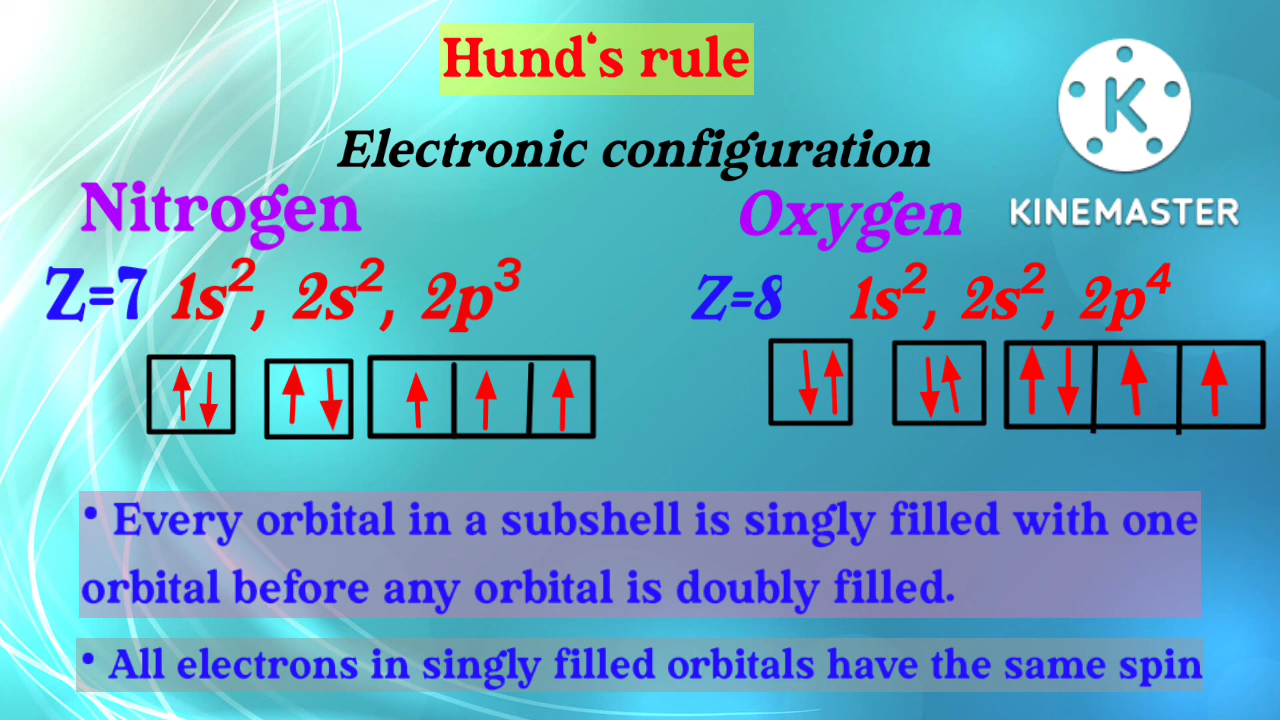 Hund's rule
K
KINEMASTER
Electronic configuration
Nitrogen
Oxygen
Z=7 1s², 2s², 2p³
Z=8 1s², 2s², 2p⁴
• Every orbital in a subshell is singly filled with one
orbital before any orbital is doubly filled.
• All electrons in singly filled orbitals have the same spin